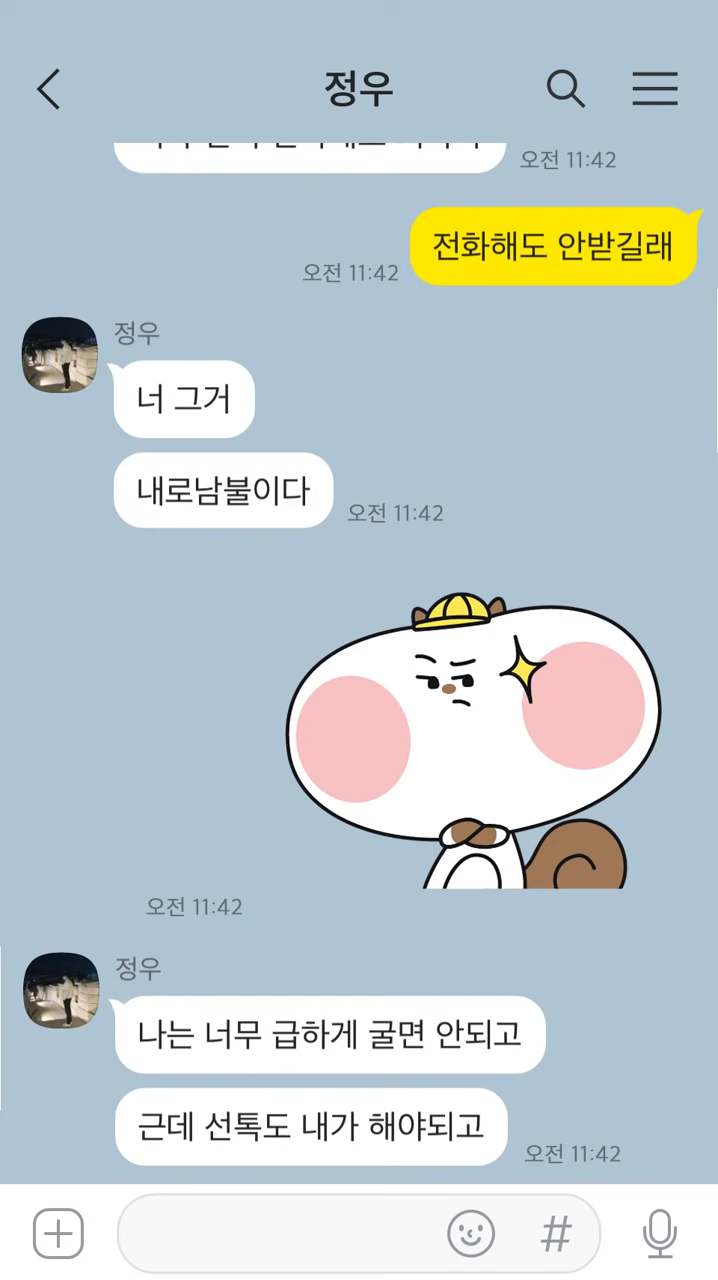 정우
오전 11:42
전화해도 안받길래
오전 11:42
정우
너 그거
내로남불이다
오전 11:42
오전 11:42
정우
나는 너무 급하게 굴면 안되고
근데 선톡도 내가 해야되고
오전 11:42
#